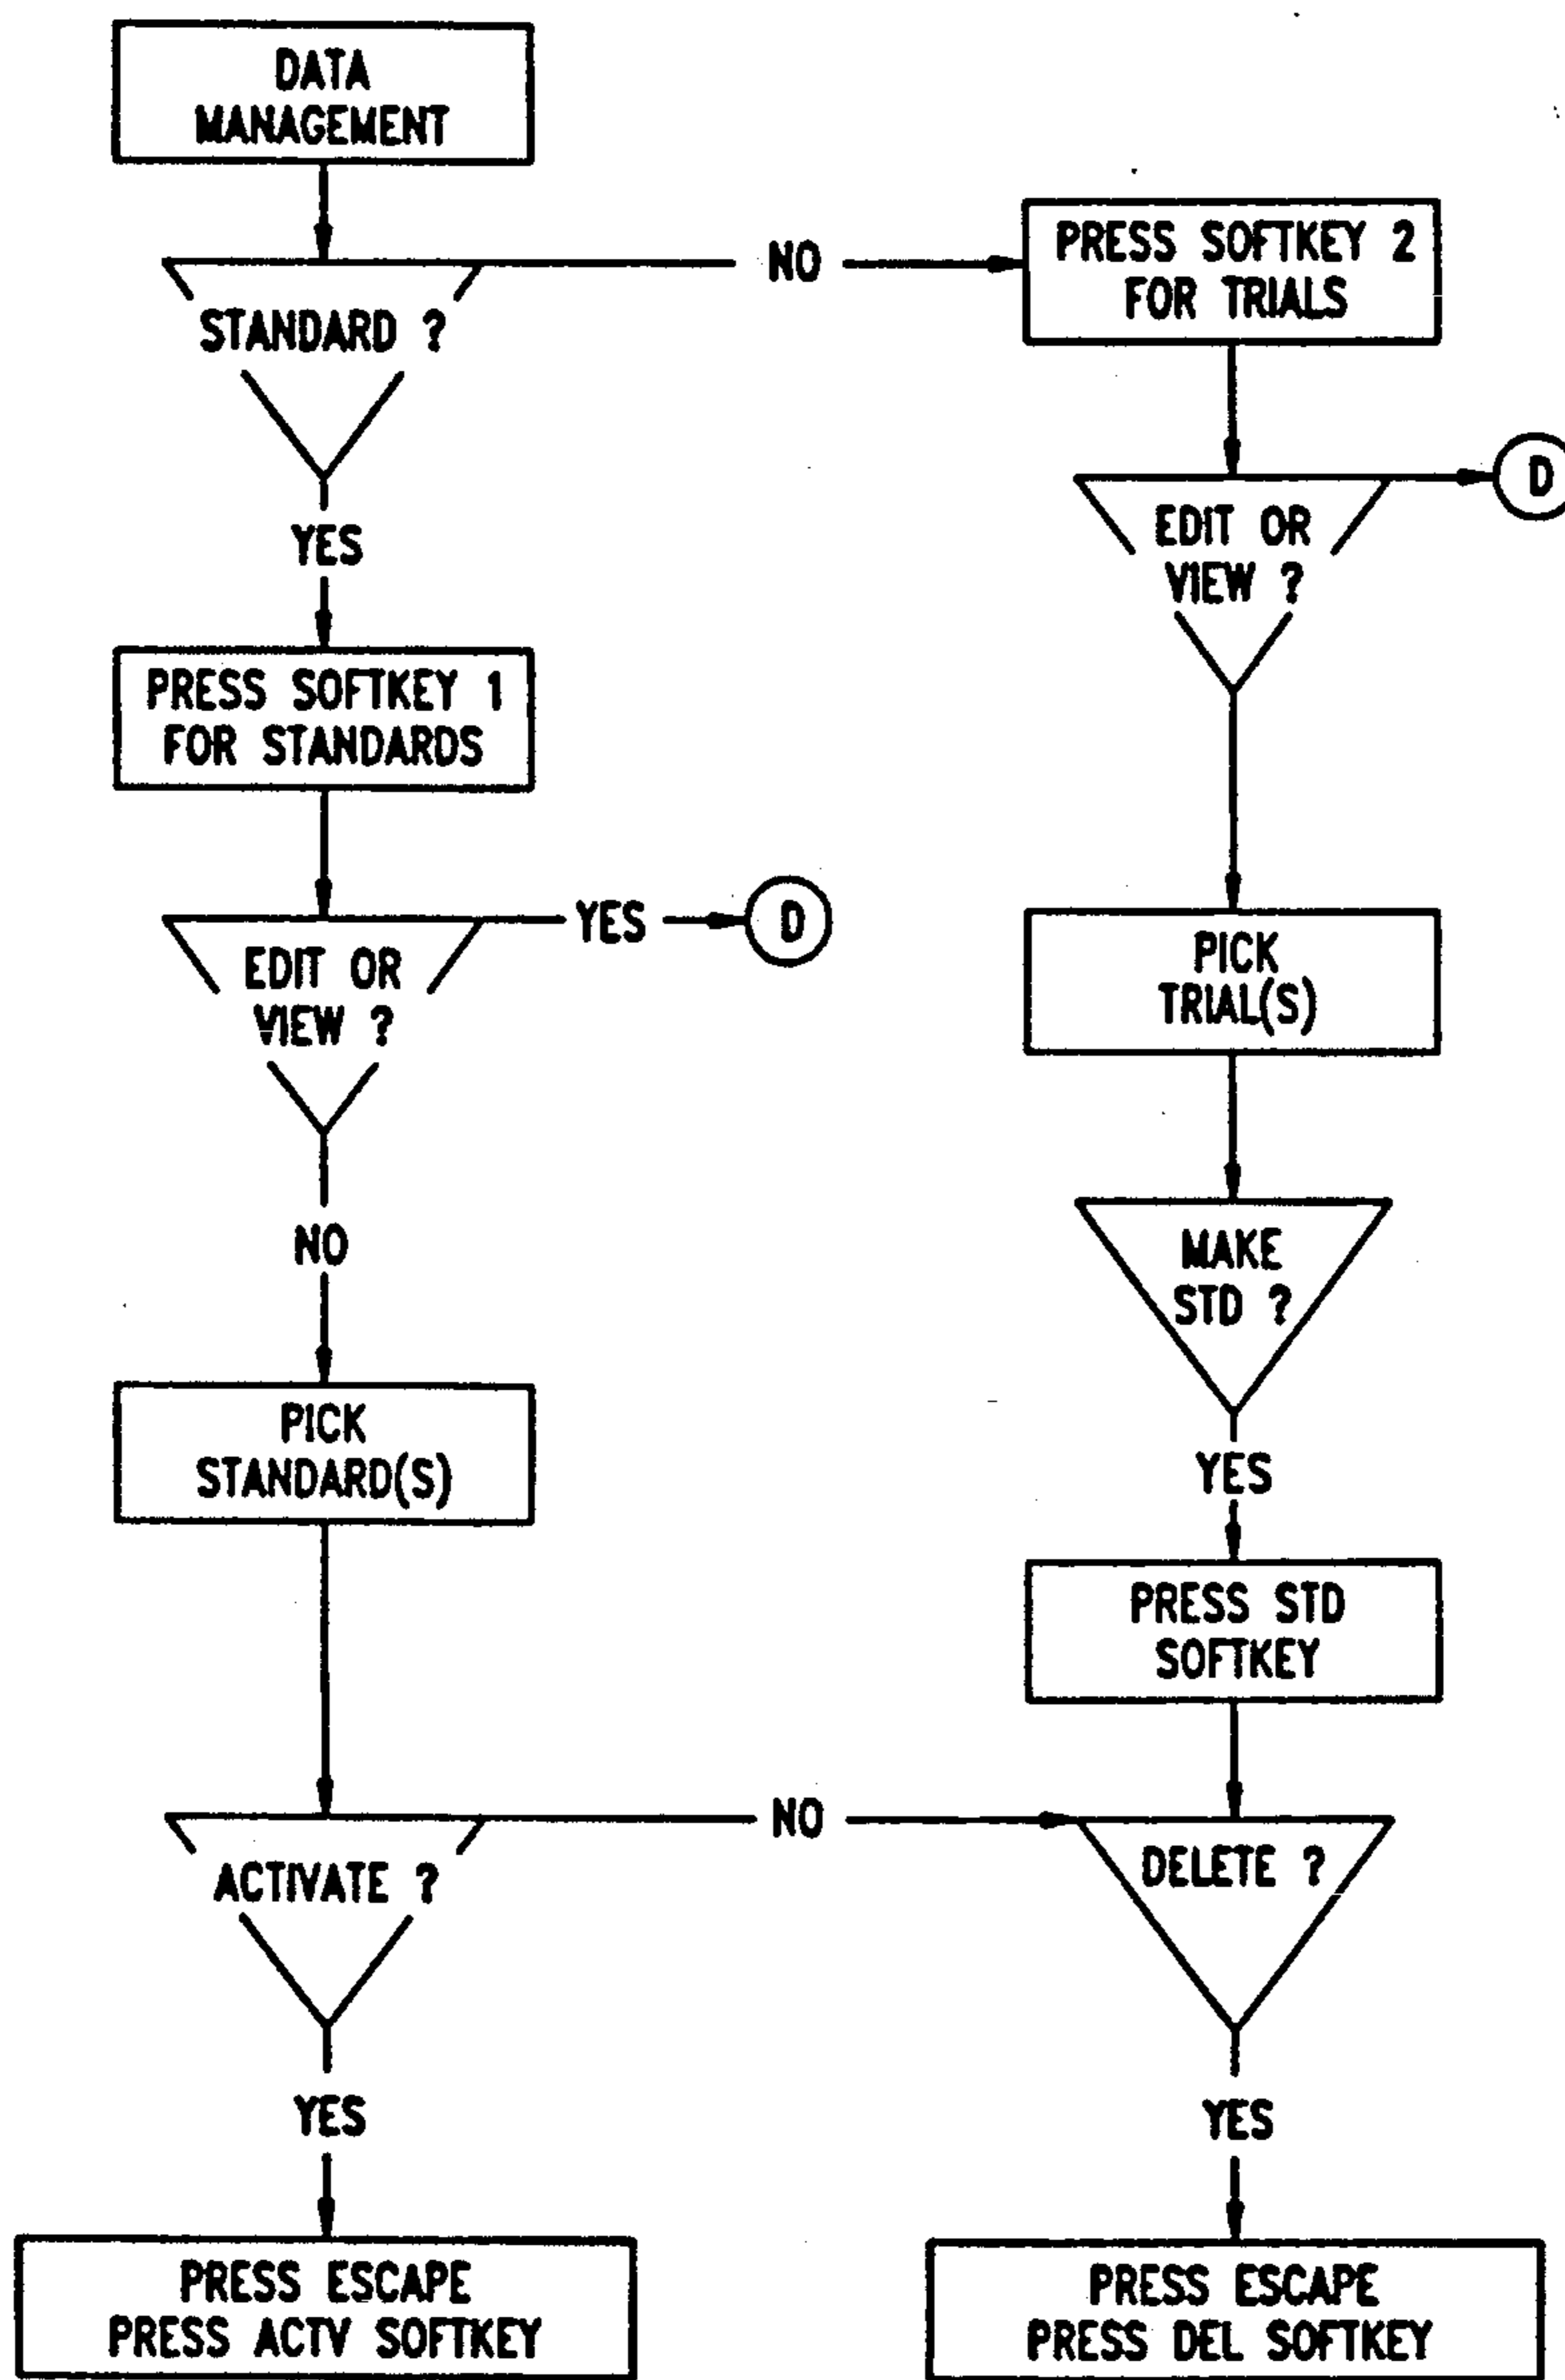 DATA
MANAGEMENT
STANDARD ?
NO
PRESS SOFTKEY 2
FOR TRIALS
YES
PRESS SOFTKEY 1
FOR STANDARDS
EDIT OR
VIEW ?
YES
D
NO
PICK
STANDARD(S)
ACTIVATE ?
NO
YES
PRESS ESCAPE
PRESS ACTV SOFTKEY
EDIT OR
VIEW ?
D
PICK
TRIAL(S)
MAKE
STD ?
YES
PRESS STD
SOFTKEY
DELETE ?
YES
PRESS ESCAPE
PRESS DEL SOFTKEY